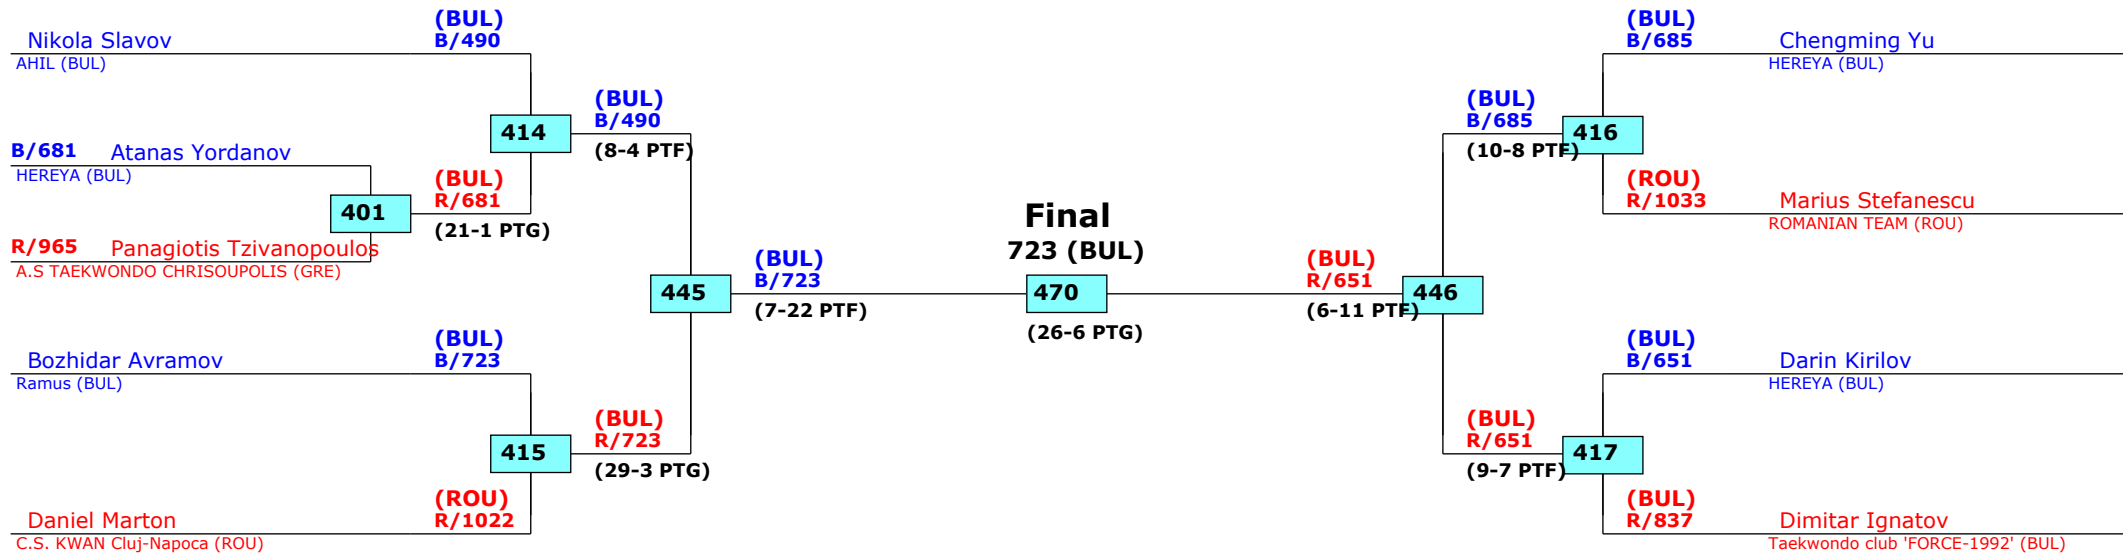 (BUL)
B/490
Nikola Slavov
AHIL (BUL)
414
(BUL)
B/490
(8-4 PTF)
B/681 Atanas Yordanov
HEREYA (BUL)
401
(BUL)
R/681
(21-1 PTG)
R/965 Panagiotis Tzivanopoulos
A.S TAEKWONDO CHRISOUPOLIS (GRE)
445
(BUL)
B/723
(7-22 PTF)
(BUL)
B/723
Bozhidar Avramov
Ramus (BUL)
415
(BUL)
R/723
(29-3 PTG)
(ROU)
R/1022
Daniel Marton
C.S. KWAN Cluj-Napoca (ROU)
Final
723 (BUL)
470
(26-6 PTG)
(BUL)
B/685
Chengming Yu
HEREYA (BUL)
(BUL)
B/685
(10-8 PTF)
416
(ROU)
R/1033
Marius Stefanescu
ROMANIAN TEAM (ROU)
(BUL)
R/651
(6-11 PTF)
446
(BUL)
B/651
Darin Kirilov
HEREYA (BUL)
(BUL)
R/651
(9-7 PTF)
417
(BUL)
R/837
Dimitar Ignatov
Taekwondo club 'FORCE-1992' (BUL)